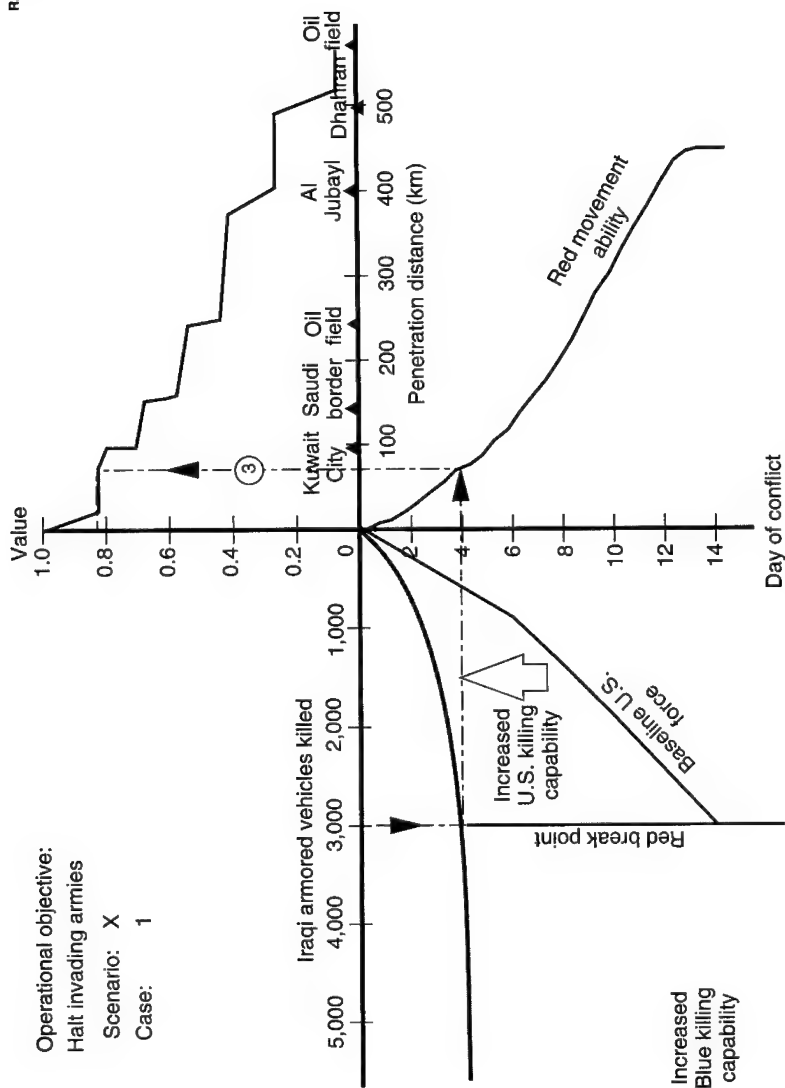 R
Operational objective:
Halt invading armies
Scenario: X
Case: 1
Value
1.0
0.8
0.6
0.4
0.2
0
Kuwait
City
Saudi
border
Oil
field
Al
Jubayl
Dhahran
Oil
field
100
200
300
400
500
Penetration distance (km)
3
Iraqi armored vehicles killed
5,000
4,000
3,000
2,000
1,000
2
4
6
8
10
12
14
Day of conflict
Red movement
ability
Increased
U.S. killing
capability
Baseline U.S.
force
Red break point
Increased
Blue killing
capability